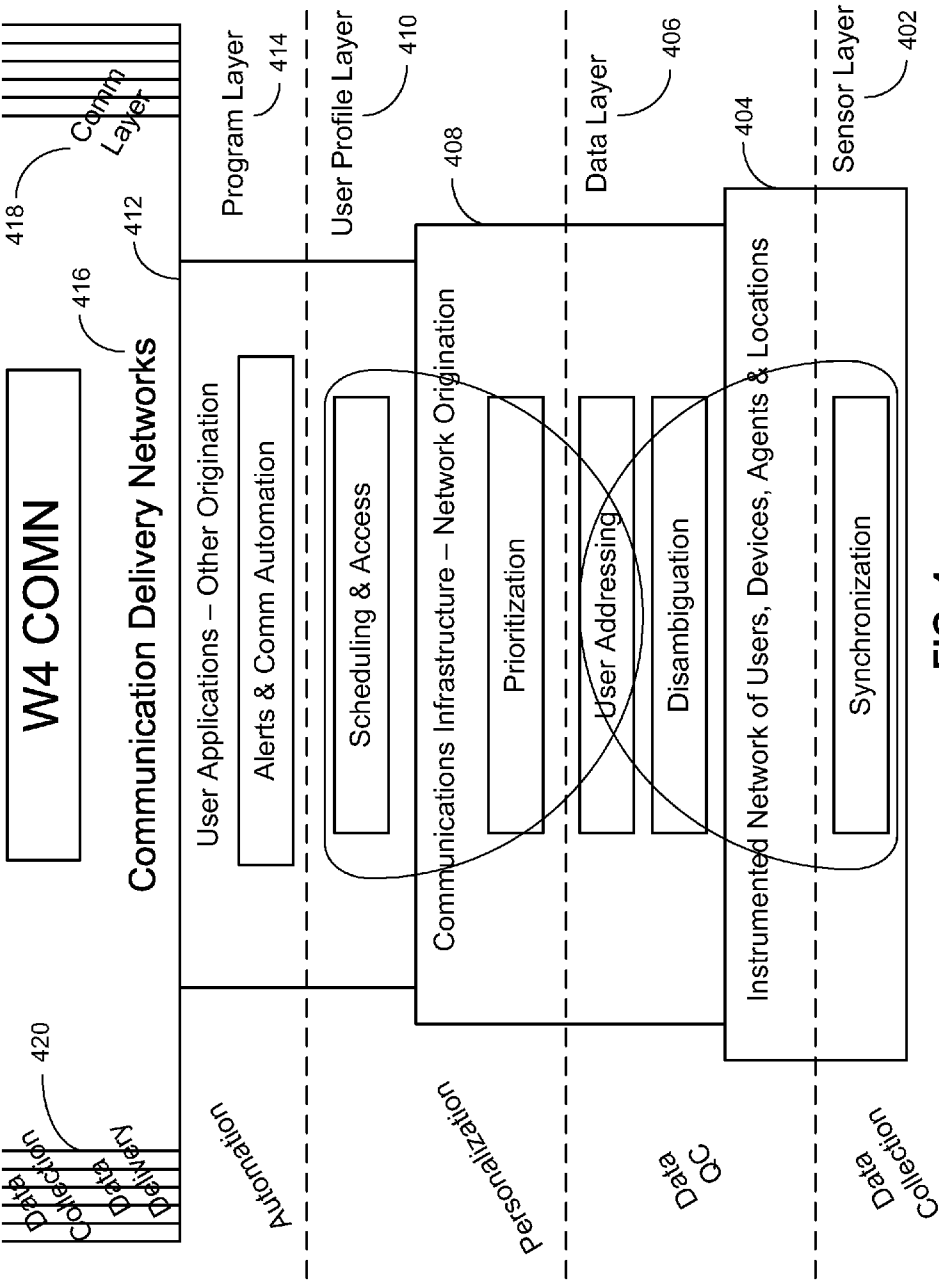 W4 COMN
Data
Collection
Data
Delivery
420
418
Comm
Layer
Communication Delivery Networks
416
412
Automation
User Applications – Other Origination
Alerts & Comm Automation
Program Layer
414
Scheduling & Access
User Profile Layer
410
Personalization
Communications Infrastructure – Network Origination
408
Prioritization
User Addressing
Data Layer
406
Data
QC
Disambiguation
Instrumented Network of Users, Devices, Agents & Locations
404
Data
Collection
Synchronization
Sensor Layer
402